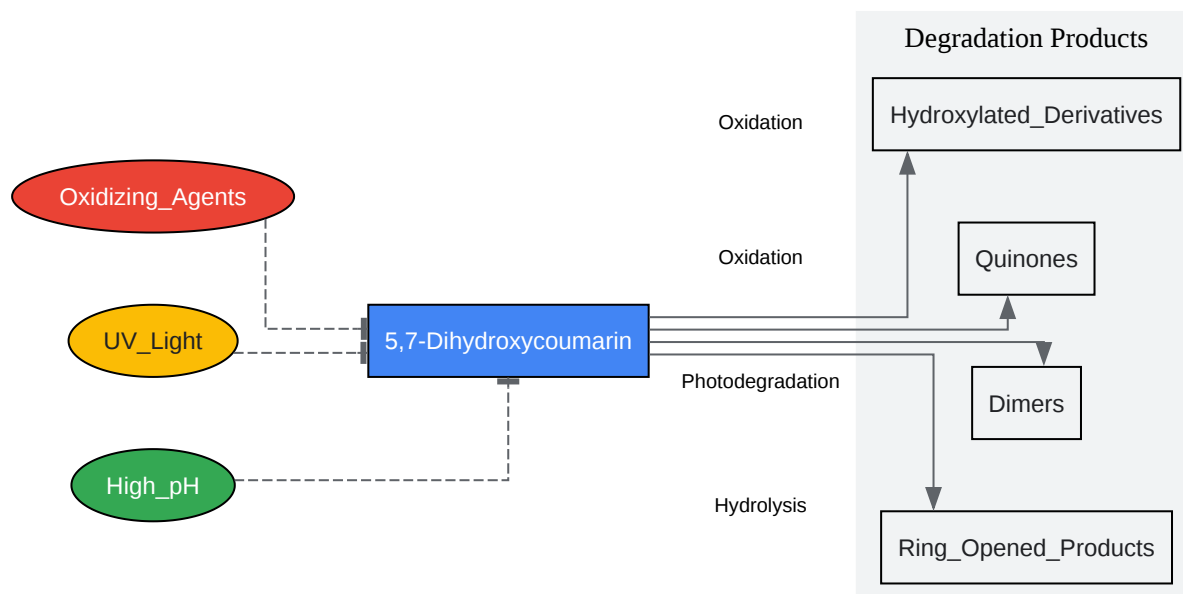 Degradation Products
Hydroxylated_Derivatives
Oxidation
Oxidizing_Agents
Oxidation
Quinones
UV_Light
5,7-Dihydroxycoumarin
Photodegradation
Dimers
High_pH
Hydrolysis
Ring_Opened_Products